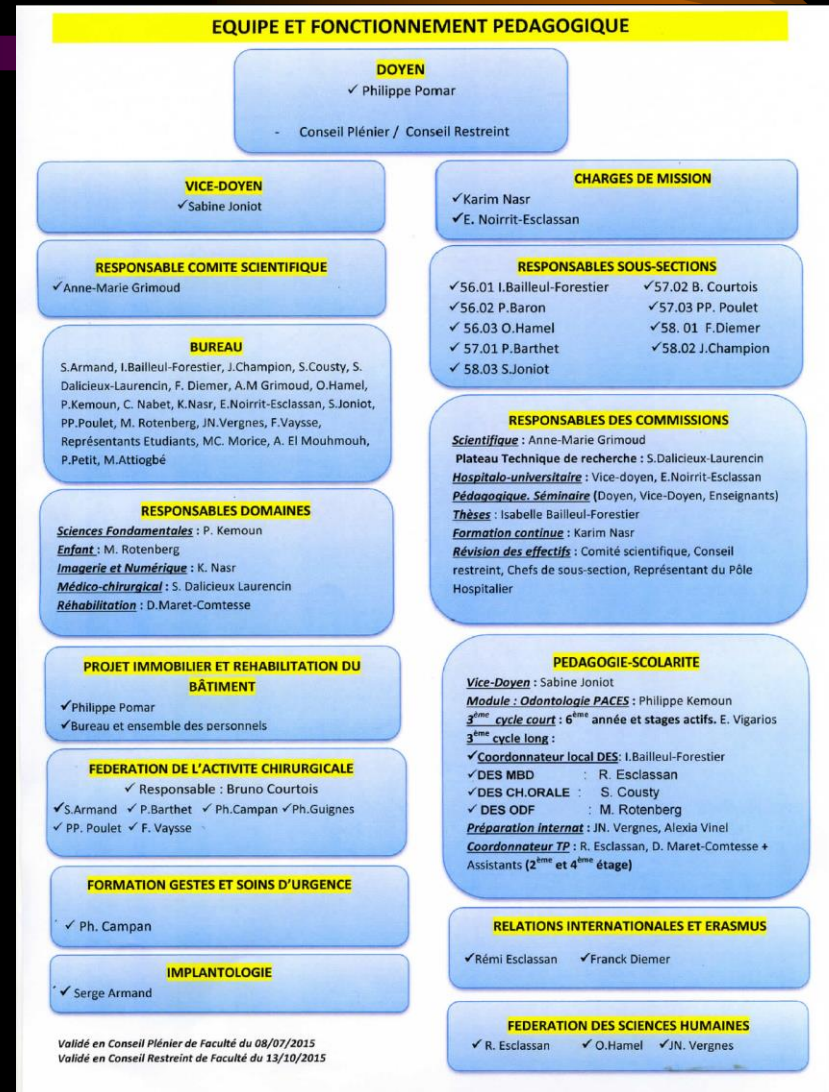 EQUIPE ET FONCTIONNEMENT PEDAGOGIQUE
DOYEN
✓ Philippe Pomar
- Conseil Plénier / Conseil Restreint
VICE-DOYEN
✓Sabine Joniot
RESPONSABLE COMITE SCIENTIFIQUE
✓Anne-Marie Grimoud
BUREAU
S.Armand, I.Bailleul-Forestier, J.Champion, S.Cousty, S.
Dalicieux-Laurencin, F. Diemer, A.M Grimoud, O.Hamel,
P.Kemoun, C. Nabet, K.Nasr, E.Noirrit-Esclassan, S.Joniot,
PP.Poulet, M. Rotenberg, JN.Vergnes, F.Vaysse,
Représentants Etudiants, MC. Morice, A. El Mouhmouh,
P.Petit, M.Attiogbé
RESPONSABLES DOMAINES
Sciences Fondamentales : P. Kemoun
Enfant : M. Rotenberg
Imagerie et Numérique : K. Nasr
Médico-chirurgical : S. Dalicieux Laurencin
Réhabilitation : D.Maret-Comtesse
PROJET IMMOBILIER ET REHABILITATION DU
BÂTIMENT
✓Philippe Pomar
✓Bureau et ensemble des personnels
FEDERATION DE L'ACTIVITE CHIRURGICALE
✓ Responsable : Bruno Courtois
✓S.Armand ✓ P.Barthet ✓ Ph.Campan ✓Ph.Guignes
✓ PP. Poulet ✓ F. Vaysse
FORMATION GESTES ET SOINS D'URGENCE
✓ Ph. Campan
IMPLANTOLOGIE
✓ Serge Armand
Validé en Conseil Plénier de Faculté du 08/07/2015
Validé en Conseil Restreint de Faculté du 13/10/2015
CHARGES DE MISSION
✓Karim Nasr
✓E. Noirrit-Esclassan
RESPONSABLES SOUS-SECTIONS
✓56.01 I.Bailleul-Forestier ✓57.02 B. Courtois
✓56.02 P.Baron ✓57.03 PP. Poulet
✓ 56.03 O.Hamel ✓58. 01 F.Diemer
✓ 57.01 P.Barthet ✓58.02 J.Champion
✓ 58.03 S.Joniot
RESPONSABLES DES COMMISSIONS
Scientifique : Anne-Marie Grimoud
Plateau Technique de recherche : S.Dalicieux-Laurencin
Hospitalo-universitaire : Vice-doyen, E.Noirrit-Esclassan
Pédagogique. Séminaire (Doyen, Vice-Doyen, Enseignants)
Thèses : Isabelle Bailleul-Forestier
Formation continue : Karim Nasr
Révision des effectifs : Comité scientifique, Conseil
restreint, Chefs de sous-section, Représentant du Pôle
Hospitalier
PEDAGOGIE-SCOLARITE
Vice-Doyen : Sabine Joniot
Module : Odontologie PACES : Philippe Kemoun
3ème cycle court : 6ème année et stages actifs. E. Vigarios
3ème cycle long :
✓Coordonnateur local DES: I.Bailleul-Forestier
✓DES MBD : R. Esclassan
✓DES CH.ORALE : S. Cousty
✓ DES ODF : M. Rotenberg
Préparation internat : JN. Vergnes, Alexia Vinel
Coordonnateur TP : R. Esclassan, D. Maret-Comtesse +
Assistants (2ème et 4ème étage)
RELATIONS INTERNATIONALES ET ERASMUS
✓Rémi Esclassan ✓Franck Diemer
FEDERATION DES SCIENCES HUMAINES
✓ R. Esclassan ✓ O.Hamel ✓JN. Vergnes